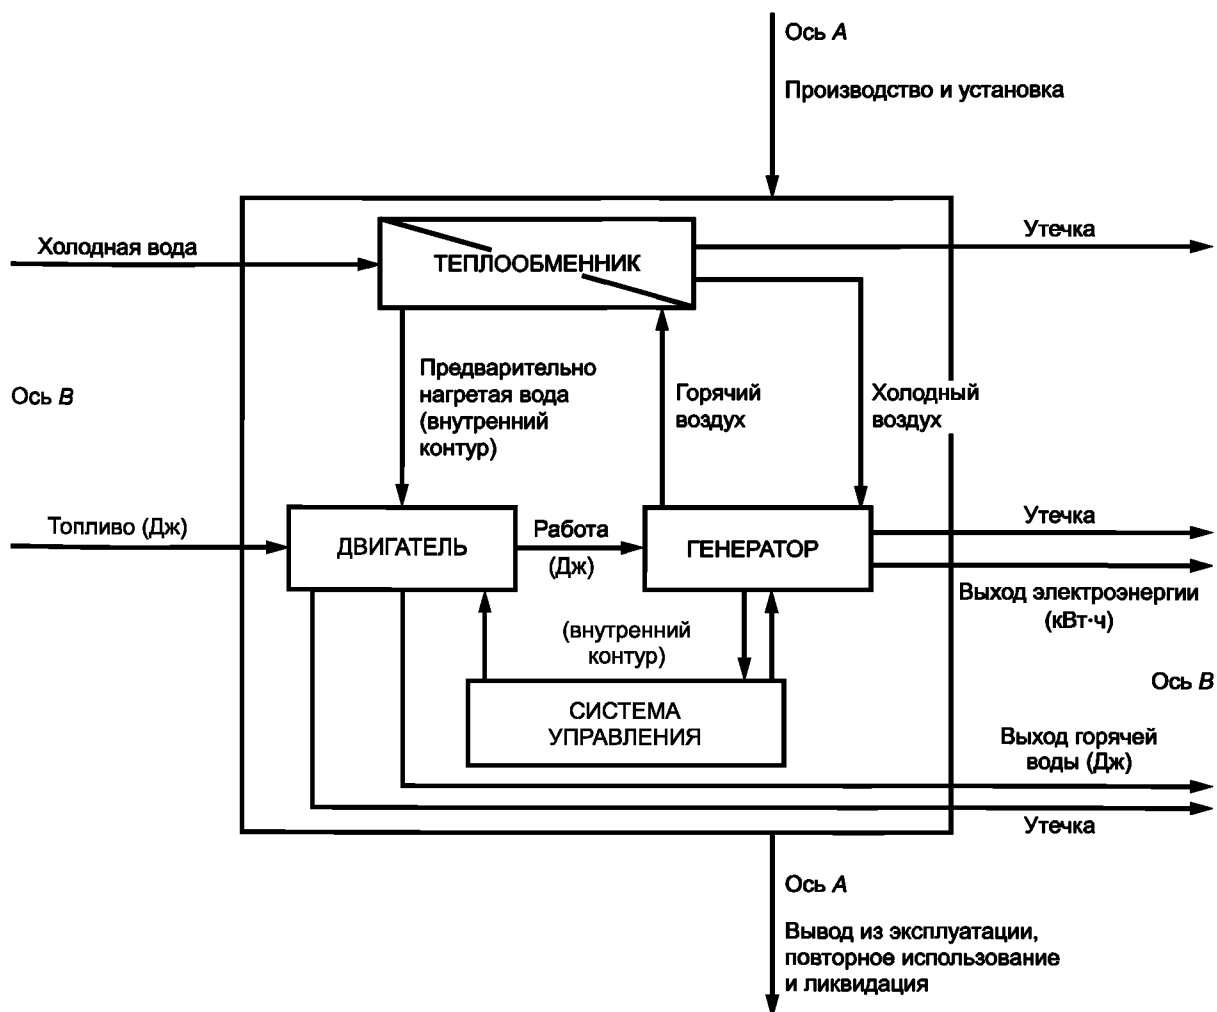 Ось A
Производство и установка
Холодная вода
Утечка
ТЕПЛООБМЕННИК
Ось B
Предварительно
нагретая вода
(внутренний
контур)
Горячий
воздух
Холодный
воздух
Топливо (Дж)
ДВИГАТЕЛЬ
Работа
(Дж)
ГЕНЕРАТОР
Утечка
Выход электроэнергии
(кВт·ч)
(внутренний
контур)
СИСТЕМА
УПРАВЛЕНИЯ
Ось B
Выход горячей
воды (Дж)
Утечка
Ось A
Вывод из эксплуатации,
повторное использование
и ликвидация